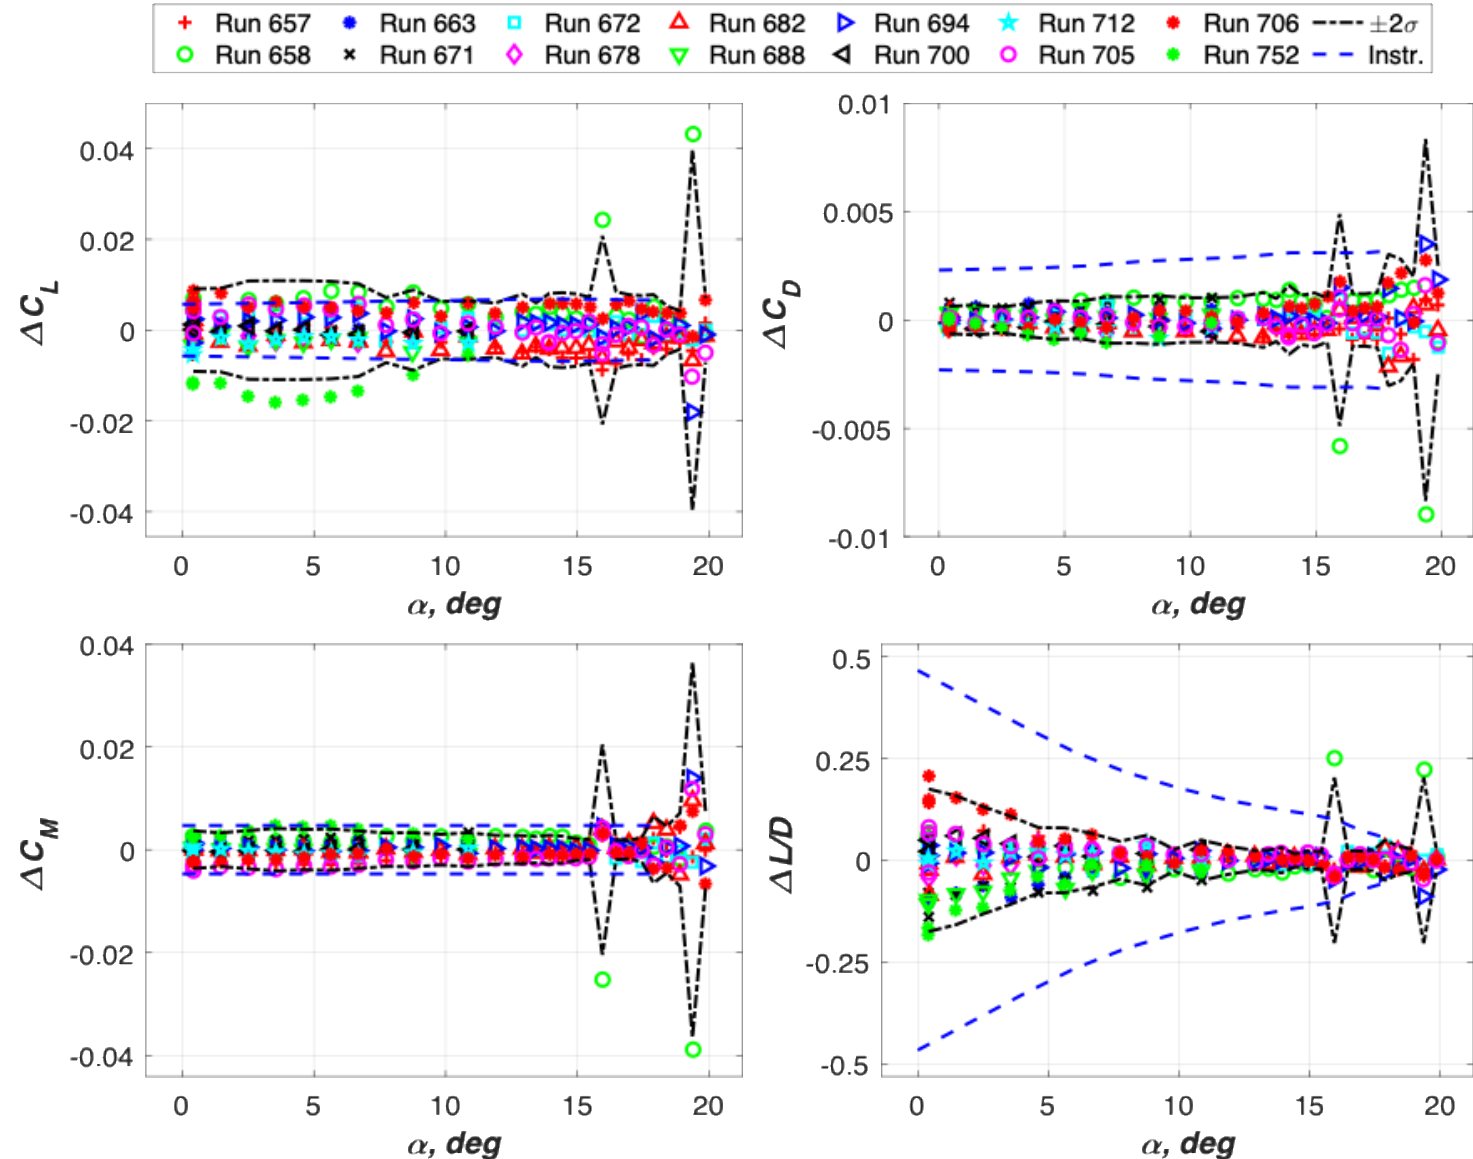 Run 657 Run 663 Run 672 Run 682 Run 694 Run 712 Run 706 ±2σ
Run 658 Run 671 Run 678 Run 688 Run 700 Run 705 Run 752 Instr.
0.04
0.02
0
-0.02
-0.04
ΔC_L
0 5 10 15 20
α, deg
0.01
0.005
0
-0.005
-0.01
ΔC_D
0 5 10 15 20
α, deg
0.04
0.02
0
-0.02
-0.04
ΔC_M
0 5 10 15 20
α, deg
0.5
0.25
0
-0.25
-0.5
ΔL/D
0 5 10 15 20
α, deg